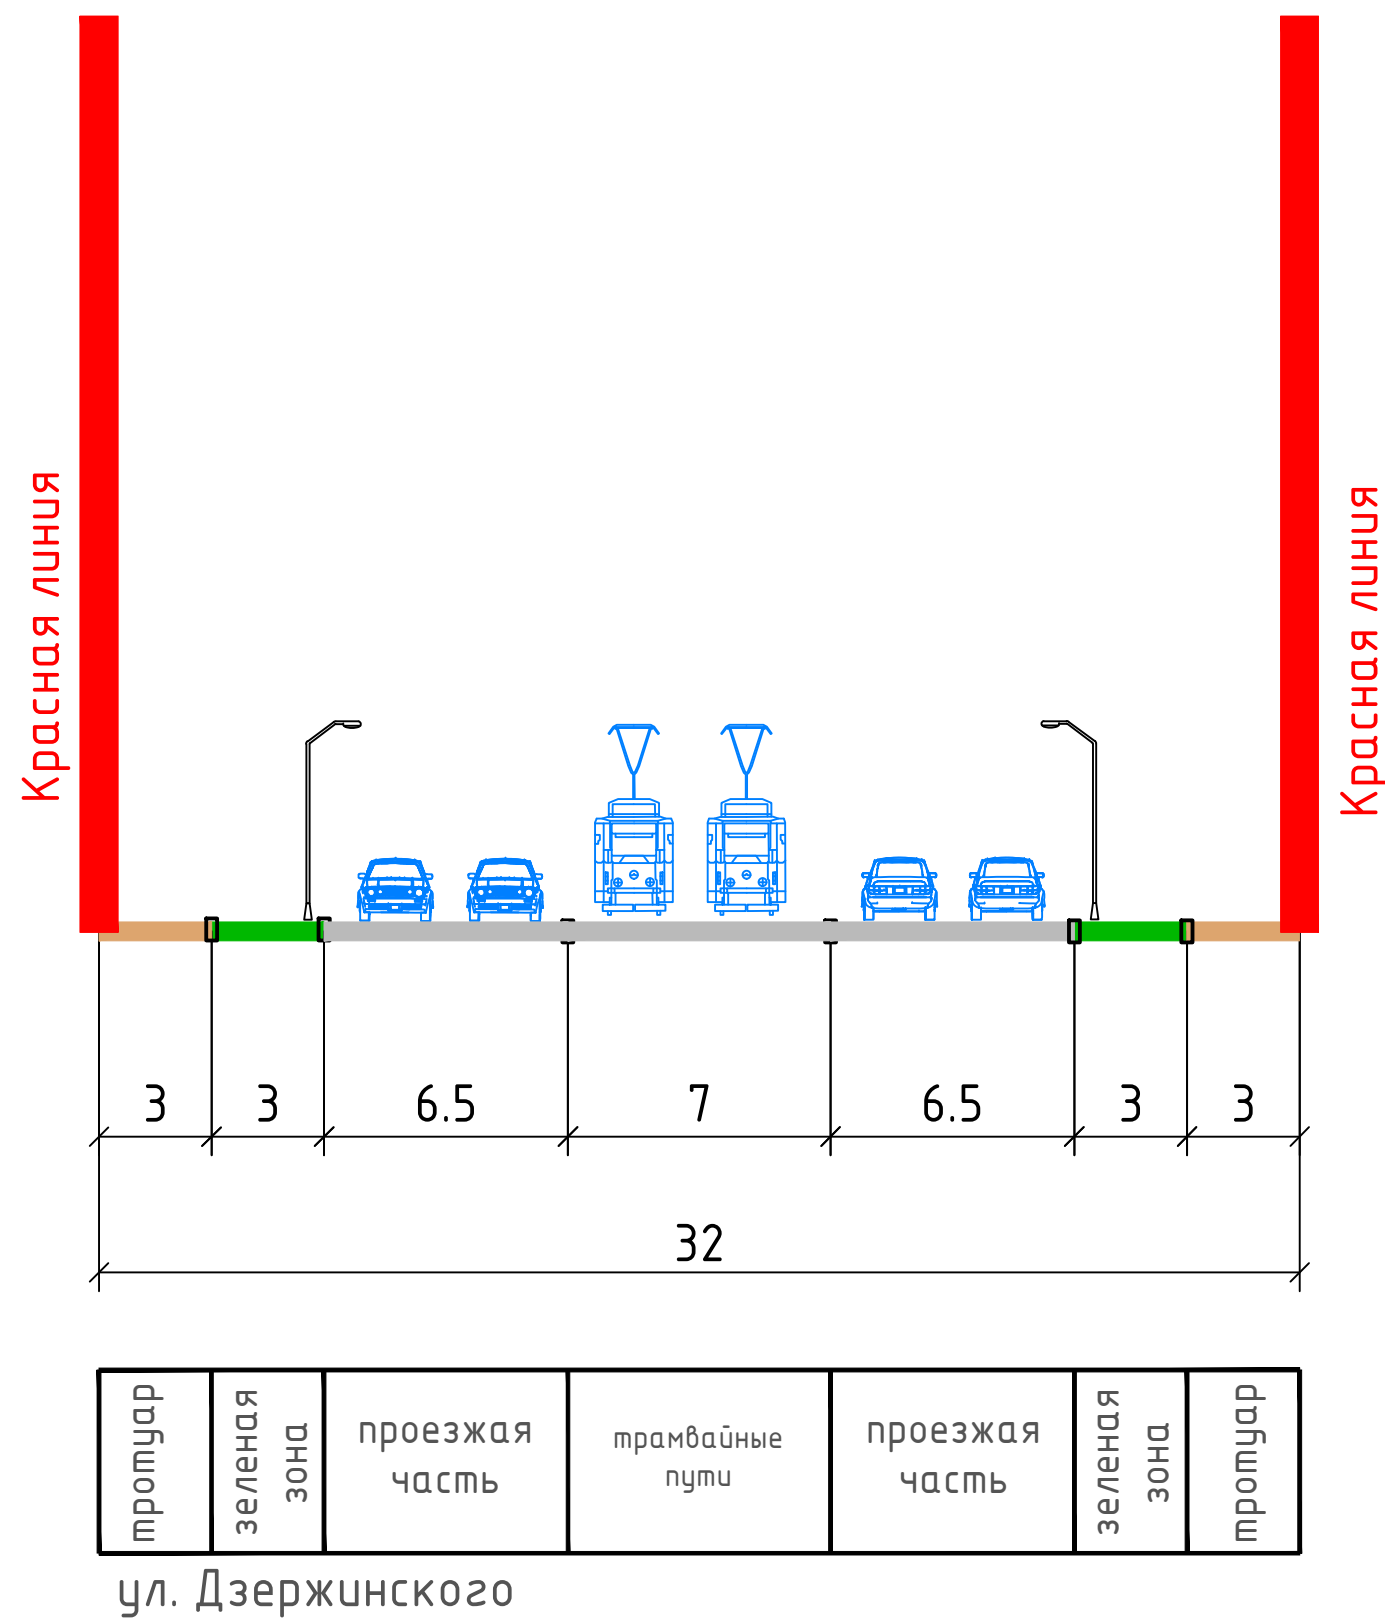 Красная линия
Красная линия
3 3 6.5 7 6.5 3 3
32
тротуар
зеленая
зона
проезжая
часть
трамвайные
пути
проезжая
часть
зеленая
зона
тротуар
ул. Дзержинского